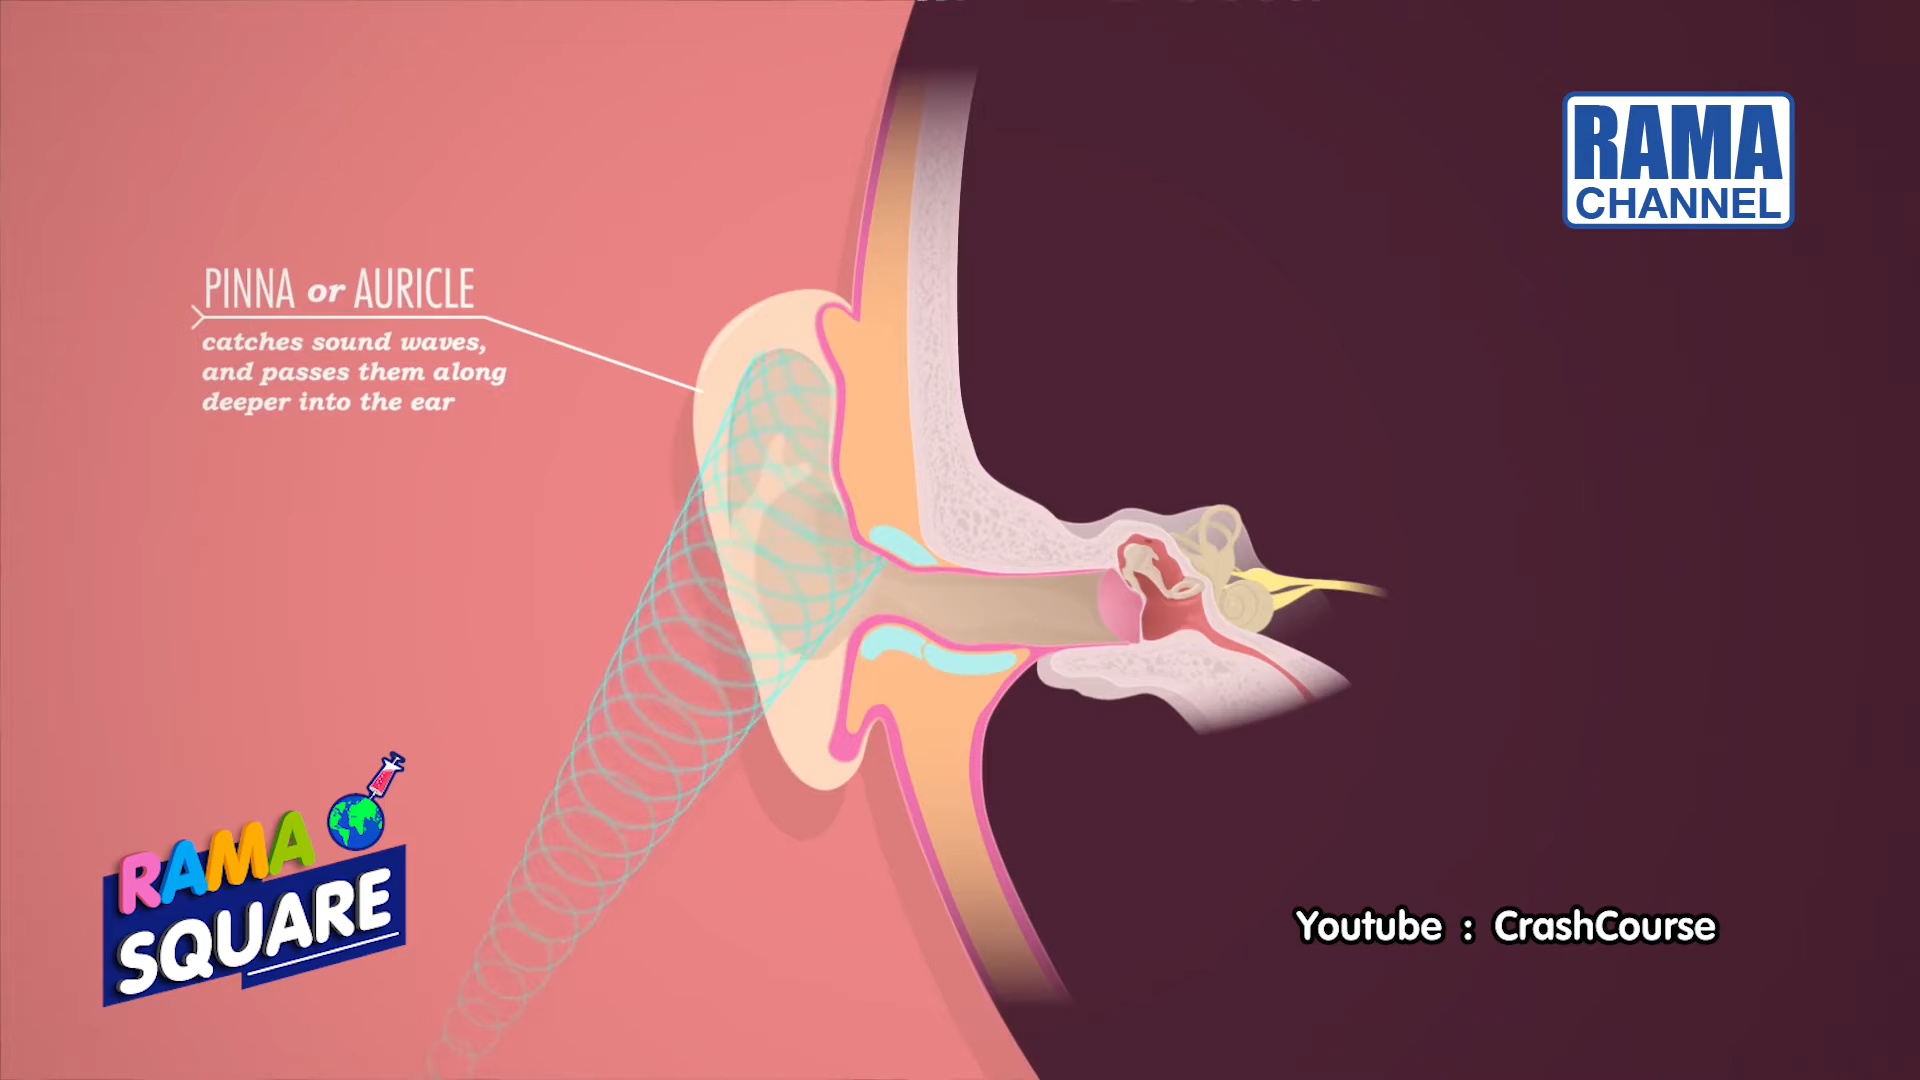 RAMA
CHANNEL
PINNA or AURICLE
catches sound waves,
and passes them along
deeper into the ear
RAMA
SQUARE
Youtube : CrashCourse